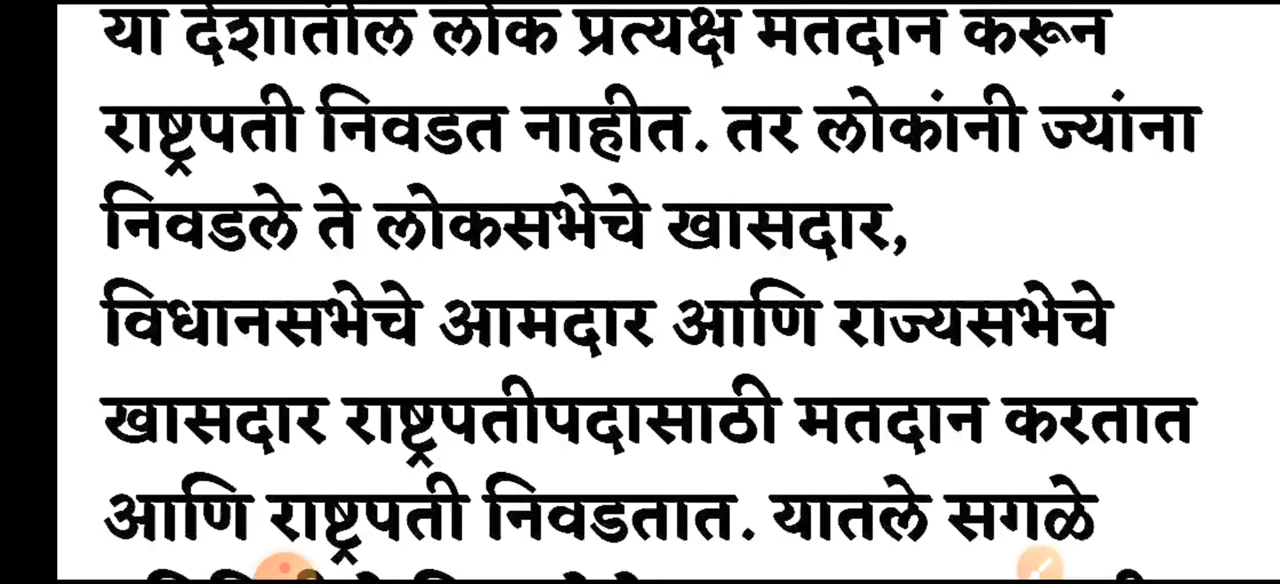 या देशातील लोक प्रत्यक्ष मतदान करून
राष्ट्रपती निवडत नाहीत. तर लोकांनी ज्यांना
निवडले ते लोकसभेचे खासदार,
विधानसभेचे आमदार आणि राज्यसभेचे
खासदार राष्ट्रपतीपदासाठी मतदान करतात
आणि राष्ट्रपती निवडतात. यातले सगळे